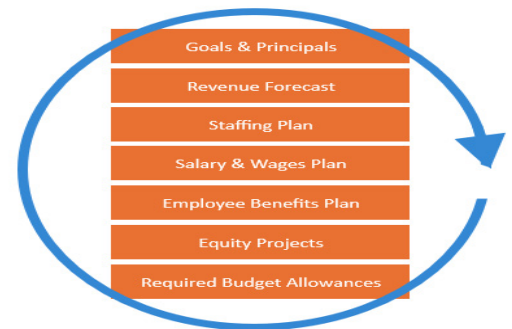 Goals & Principals
Revenue Forecast
Staffing Plan
Salary & Wages Plan
Employee Benefits Plan
Equity Projects
Required Budget Allowances